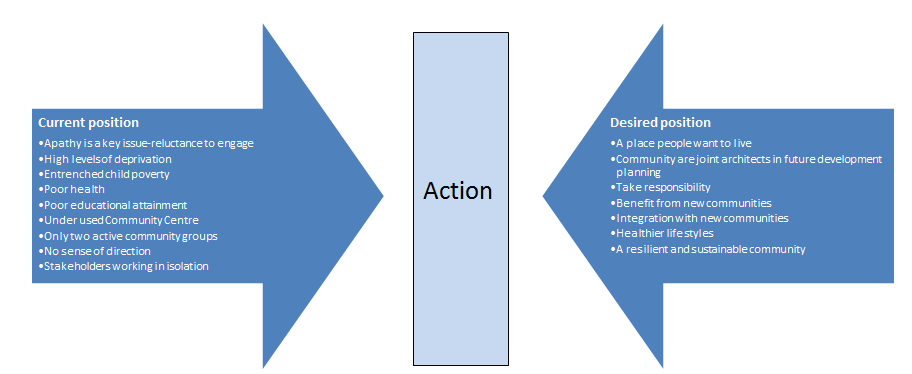 Current position
•Apathy is a key issue-reluctance to engage
•High levels of deprivation
•Entrenched child poverty
•Poor health
•Poor educational attainment
•Under used Community Centre
•Only two active community groups
•No sense of direction
•Stakeholders working in isolation
Action
Desired position
•A place people want to live
•Community are joint architects in future development
planning
•Take responsibility
•Benefit from new communities
•Integration with new communities
•Healthier life styles
•A resilient and sustainable community